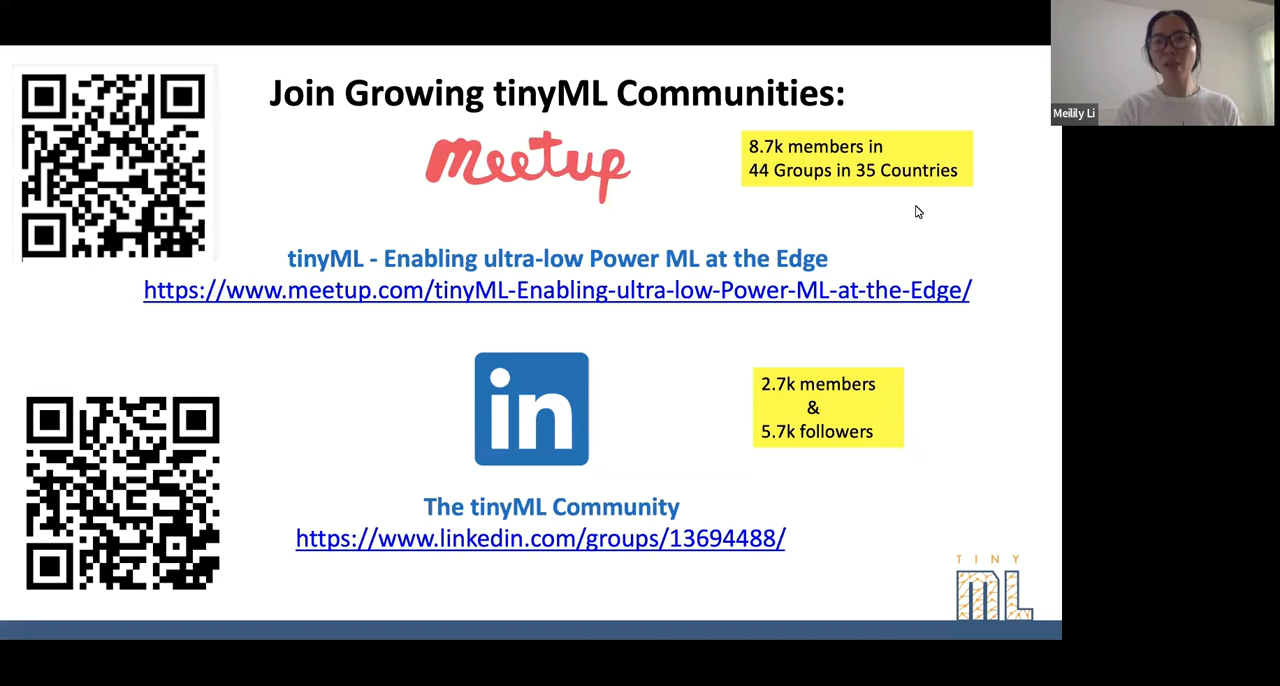 Join Growing tinyML Communities:
meetup
8.7k members in
44 Groups in 35 Countries
tinyML - Enabling ultra-low Power ML at the Edge
https://www.meetup.com/tinyML-Enabling-ultra-low-Power-ML-at-the-Edge/
in
2.7k members
&
5.7k followers
The tinyML Community
https://www.linkedin.com/groups/13694488/
TINY
ML
Meilily Li